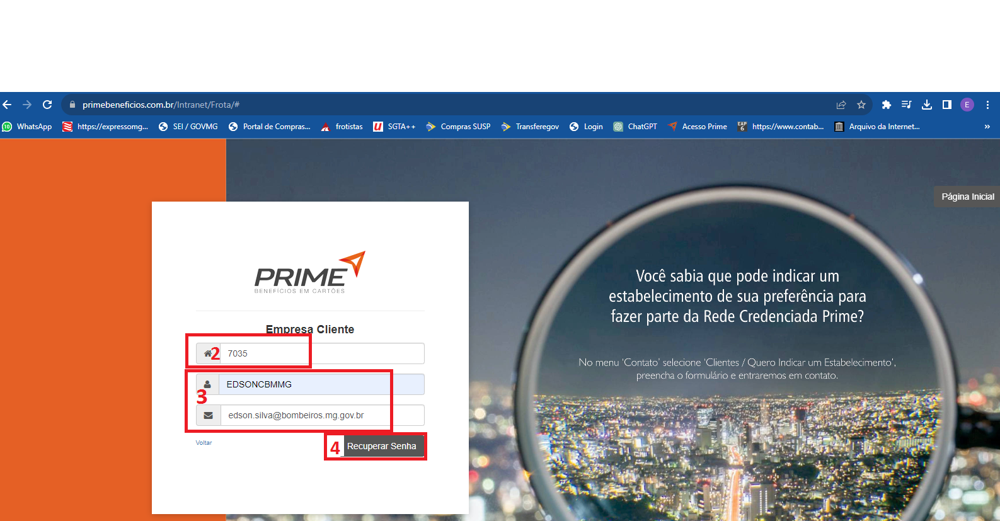 primebeneficios.com.br/Intranet/Frota/#
E
10 WhatsApp https://expressomg... SEI / GOVMG Portal de Compras... frotistas U SGTA++ Compras SUSP Transferegov Login ChatGPT Acesso Prime EAP 6 https://www.contab... Arquivo da Internet... »
Página Inicial
PRIME
BENEFÍCIOS EM CARTÕES
Empresa Cliente
2 7035
EDSONCBMMG
3
edson.silva@bombeiros.mg.gov.br
Voltar
4 Recuperar Senha
Você sabia que pode indicar um
estabelecimento de sua preferência para
fazer parte da Rede Credenciada Prime?
No menu ‘Contato’ selecione ‘Clientes / Quero Indicar um Estabelecimento’,
preencha o formulário e entraremos em contato.